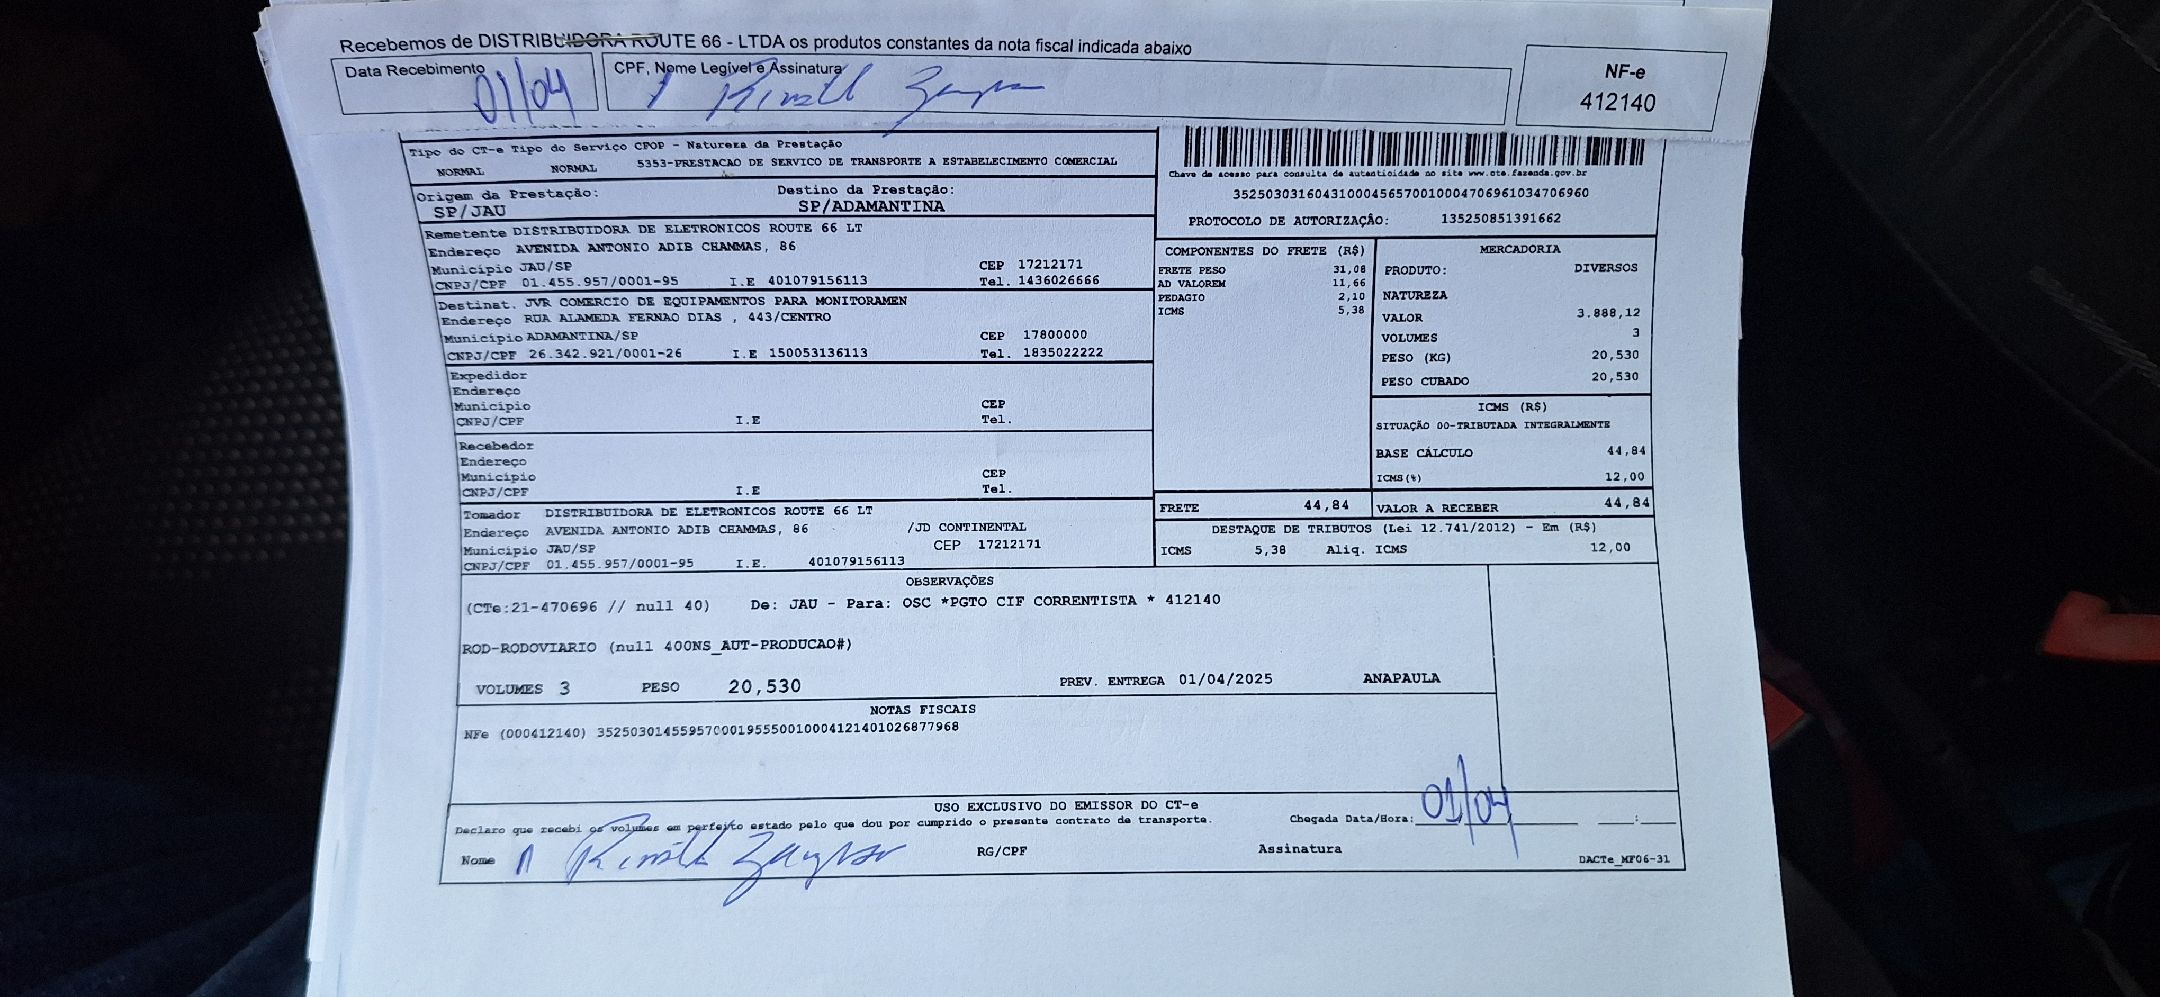 Recebemos de DISTRIBUIDORA ROUTE 66 - LTDA os produtos constantes da nota fiscal indicada abaixo
Data Recebimento
01/04
CPF, Nome Legível e Assinatura
NF-e
412140
Tipo do CT-e Tipo do Serviço CFOP - Natureza da Prestação
NORMAL NORMAL 5353-PRESTACAO DE SERVICO DE TRANSPORTE A ESTABELECIMENTO COMERCIAL
Origem da Prestação: Destino da Prestação:
SP/JAU SP/ADAMANTINA
Remetente DISTRIBUIDORA DE ELETRONICOS ROUTE 66 LT
Endereço AVENIDA ANTONIO ADIB CHAMMAS, 86
Município JAU/SP CEP 17212171
CNPJ/CPF 01.455.957/0001-95 I.E 401079156113 Tel. 1436026666
Destinat. JVR COMERCIO DE EQUIPAMENTOS PARA MONITORAMEN
Endereço RUA ALAMEDA FERNAO DIAS , 443/CENTRO
Município ADAMANTINA/SP CEP 17800000
CNPJ/CPF 26.342.921/0001-26 I.E 150053136113 Tel. 1835022222
Expedidor
Endereço
Município CEP
CNPJ/CPF I.E Tel.
Recebedor
Endereço
Município CEP
CNPJ/CPF I.E Tel.
Tomador DISTRIBUIDORA DE ELETRONICOS ROUTE 66 LT
Endereço AVENIDA ANTONIO ADIB CHAMMAS, 86 /JD CONTINENTAL
Município JAU/SP CEP 17212171
CNPJ/CPF 01.455.957/0001-95 I.E. 401079156113
Chave de acesso para consulta de autenticidade no site www.cte.fazenda.gov.br
35250303160431000456570010004706961034706960
PROTOCOLO DE AUTORIZAÇÃO: 135250851391662
COMPONENTES DO FRETE (R$)
FRETE PESO 31,08
AD VALOREM 11,66
PEDAGIO 2,10
ICMS 5,38
MERCADORIA
PRODUTO: DIVERSOS
NATUREZA
VALOR 3.888,12
VOLUMES 3
PESO (KG) 20,530
PESO CUBADO 20,530
ICMS (R$)
SITUAÇÃO 00-TRIBUTADA INTEGRALMENTE
BASE CÁLCULO 44,84
ICMS(%) 12,00
FRETE 44,84 VALOR A RECEBER 44,84
DESTAQUE DE TRIBUTOS (Lei 12.741/2012) - Em (R$)
ICMS 5,38 Aliq. ICMS 12,00
OBSERVAÇÕES
(CTe:21-470696 // null 40) De: JAU - Para: OSC *PGTO CIF CORRENTISTA * 412140
ROD-RODOVIARIO (null 400NS_AUT-PRODUCAO#)
VOLUMES 3 PESO 20,530 PREV. ENTREGA 01/04/2025 ANAPAULA
NOTAS FISCAIS
NFe (000412140) 35250301455957000195550010004121401026877968
USO EXCLUSIVO DO EMISSOR DO CT-e
Declaro que recebi os volumes em perfeito estado pelo que dou por cumprido o presente contrato de transporte. Chegada Data/Hora: 01/04
Nome RG/CPF Assinatura
DACTe_MF06-31